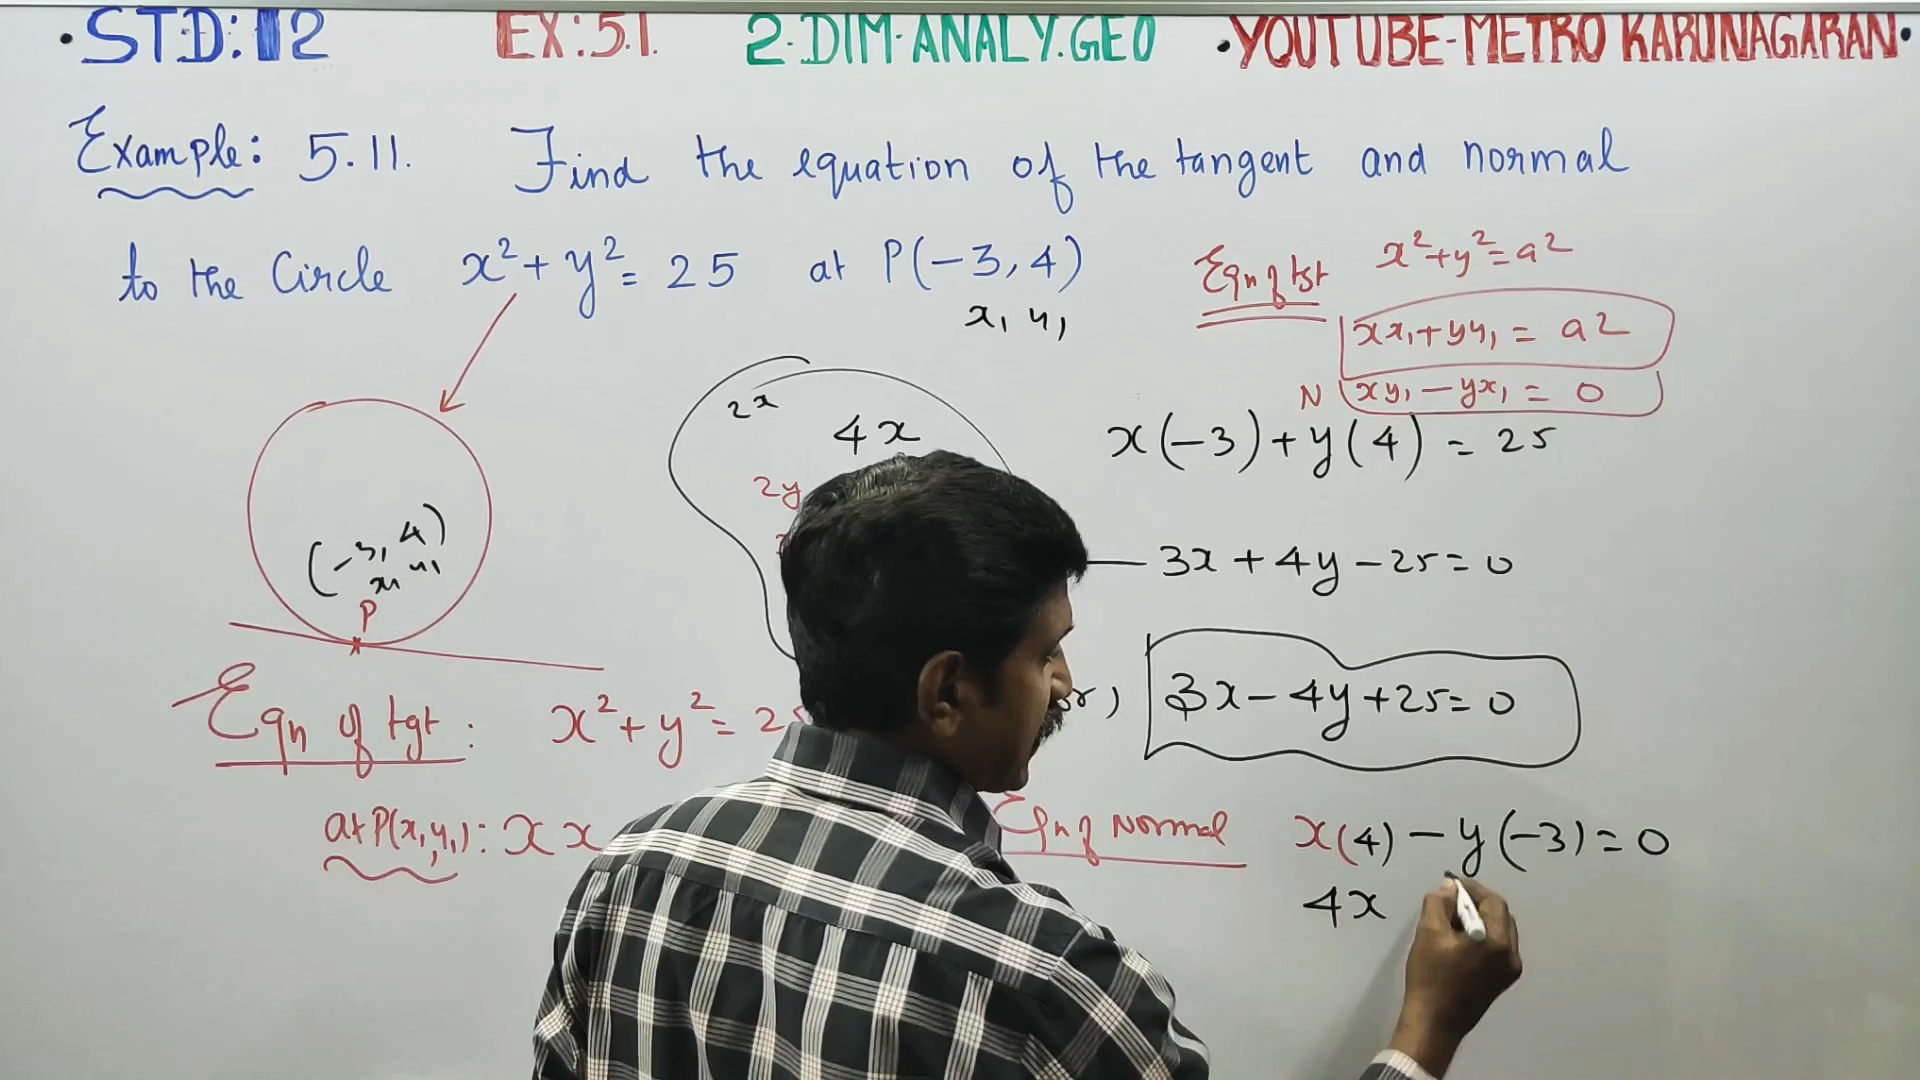 • STD: 12 EX: 5.1. 2-DIM-ANALY.GEO • YOUTUBE-METRO KARUNAGARAN •
Example: 5.11. Find the equation of the tangent and normal
to the Circle x²+y²=25 at P(-3,4)
x₁ y₁
Eqn of tgt x²+y²=a²
xx₁+yy₁ = a²
N xy₁-yx₁ = 0
2x
4x
2y
x(-3)+y(4) = 25
(-3, 4)
x₁ y₁
P
-3x+4y-25=0
3x-4y+25=0
Eqn of tgt: x²+y²=25
at P(x₁,y₁): xx
Eqn of Normal x(4)-y(-3)=0
4x